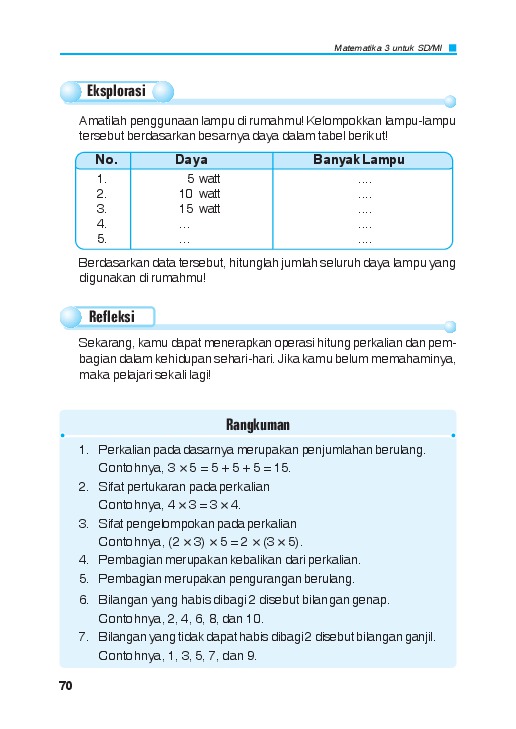 Matematika 3 untuk SD/MI
Eksplorasi
Amatilah penggunaan lampu di rumahmu! Kelompokkan lampu-lampu
tersebut berdasarkan besarnya daya dalam tabel berikut!
No. Daya Banyak Lampu
1. 5 watt ....
2. 10 watt ....
3. 15 watt ....
4. ... ....
5. ... ....
Berdasarkan data tersebut, hitunglah jumlah seluruh daya lampu yang
digunakan di rumahmu!
Refleksi
Sekarang, kamu dapat menerapkan operasi hitung perkalian dan pem-
bagian dalam kehidupan sehari-hari. Jika kamu belum memahaminya,
maka pelajari sekali lagi!
Rangkuman
1. Perkalian pada dasarnya merupakan penjumlahan berulang.
Contohnya, 3 × 5 = 5 + 5 + 5 = 15.
2. Sifat pertukaran pada perkalian
Contohnya, 4 × 3 = 3 × 4.
3. Sifat pengelompokan pada perkalian
Contohnya, (2 × 3) × 5 = 2 × (3 × 5).
4. Pembagian merupakan kebalikan dari perkalian.
5. Pembagian merupakan pengurangan berulang.
6. Bilangan yang habis dibagi 2 disebut bilangan genap.
Contohnya, 2, 4, 6, 8, dan 10.
7. Bilangan yang tidak dapat habis dibagi 2 disebut bilangan ganjil.
Contohnya, 1, 3, 5, 7, dan 9.
70